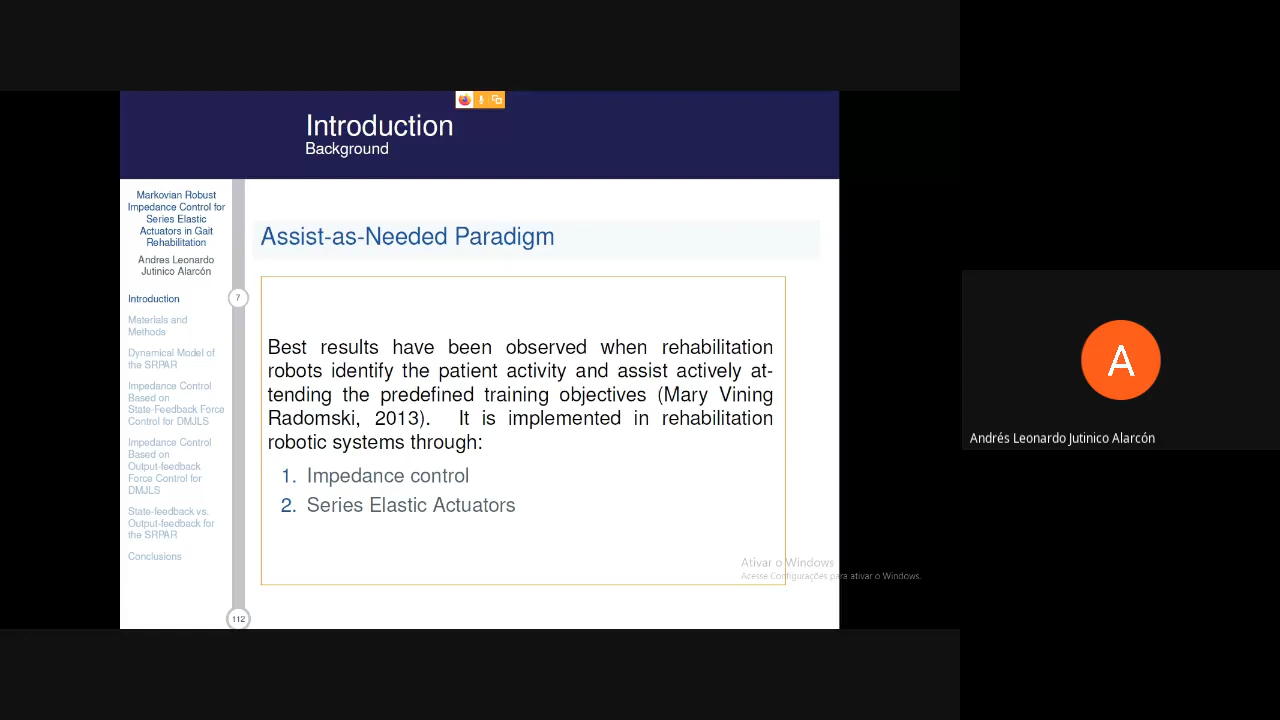 Introduction
Background
Markovian Robust
Impedance Control for
Series Elastic
Actuators in Gait
Rehabilitation
Andres Leonardo
Jutinico Alarcón
Introduction
7
Materials and
Methods
Dynamical Model of
the SRPAR
Impedance Control
Based on
State-Feedback Force
Control for DMJLS
Impedance Control
Based on
Output-feedback
Force Control for
DMJLS
State-feedback vs.
Output-feedback for
the SRPAR
Conclusions
112
Assist-as-Needed Paradigm
Best results have been observed when rehabilitation
robots identify the patient activity and assist actively at-
tending the predefined training objectives (Mary Vining
Radomski, 2013). It is implemented in rehabilitation
robotic systems through:
1. Impedance control
2. Series Elastic Actuators
Ativar o Windows
Acesse Configurações para ativar o Windows.
A
Andrés Leonardo Jutinico Alarcón